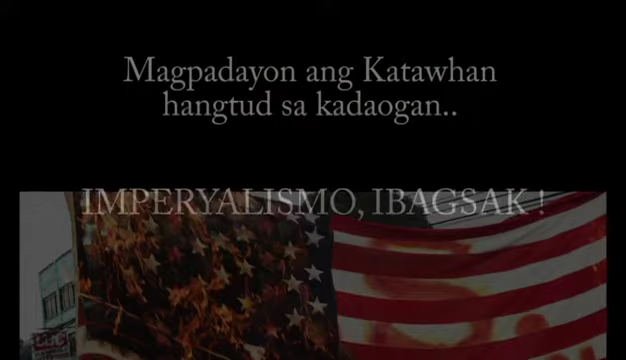 Magpadayon ang Katawhan
hangtud sa kadaogan..
IMPERYALISMO, IBAGSAK !